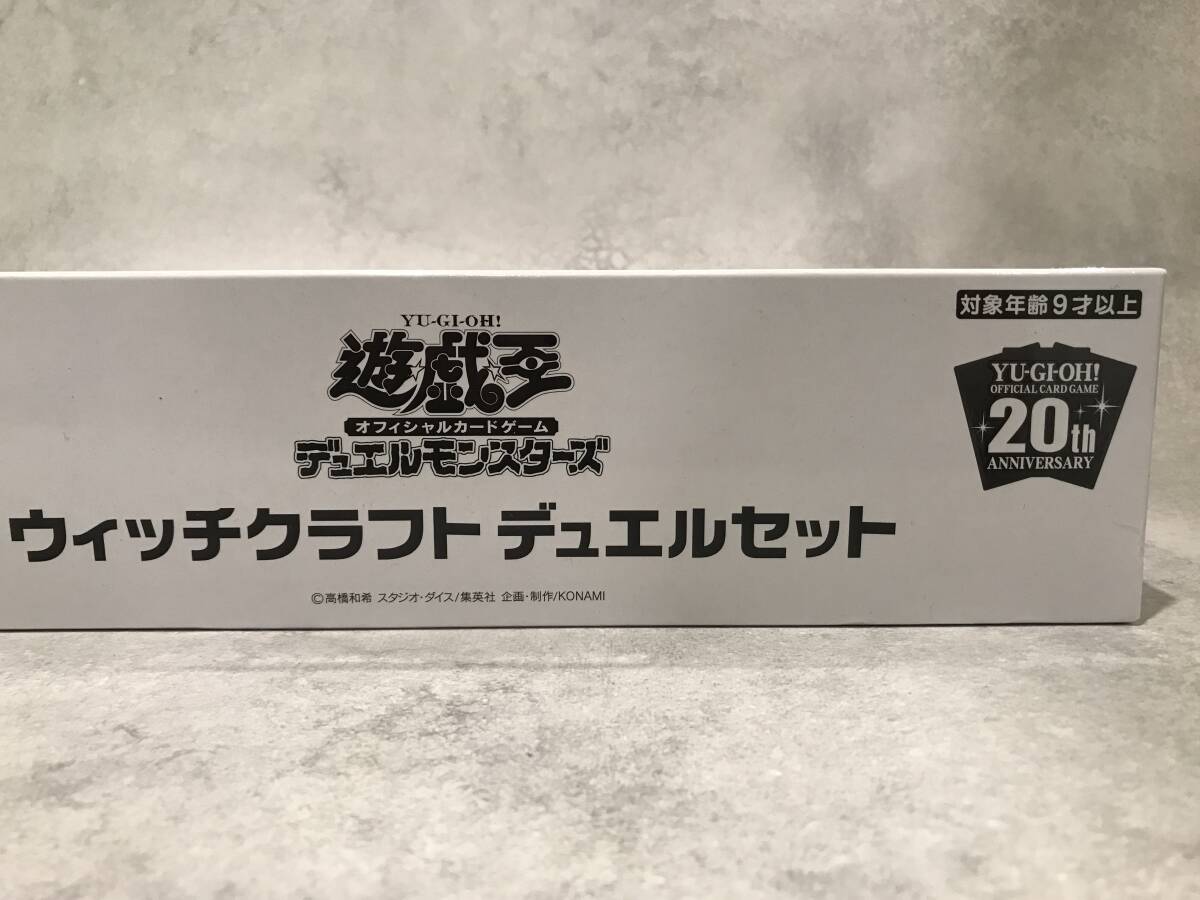 YU-GI-OH!
遊☆戯☆王
オフィシャルカードゲーム
デュエルモンスターズ
ウィッチクラフト デュエルセット
©高橋和希 スタジオ・ダイス/集英社 企画・制作/KONAMI
対象年齢9才以上
YU-GI-OH!
OFFICIAL CARD GAME
20th
ANNIVERSARY